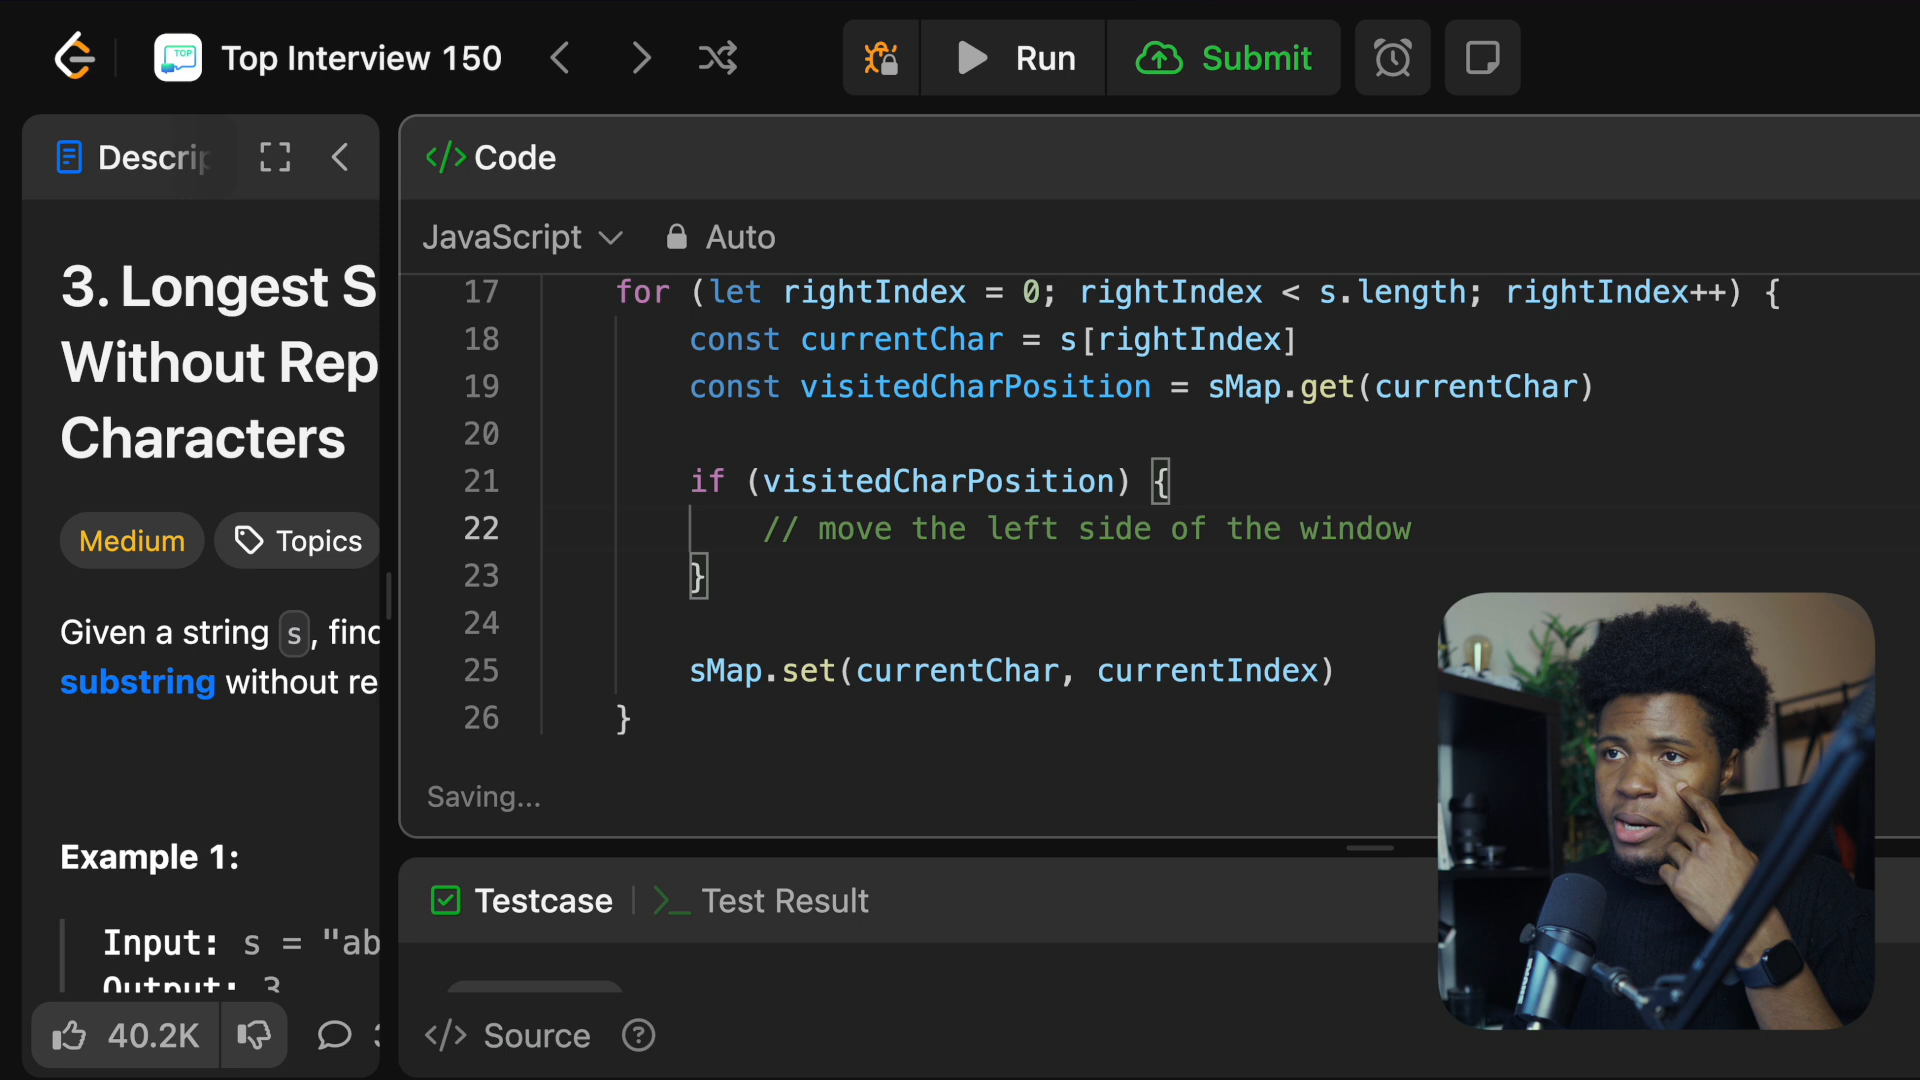 Top Interview 150
Run
Submit
Descrip
Code
JavaScript
Auto
3. Longest S
Without Rep
Characters
Medium
Topics
Given a string s, find
substring without re
Example 1:
Input: s = "ab
Output: 3
40.2K
17 for (let rightIndex = 0; rightIndex < s.length; rightIndex++) {
18 const currentChar = s[rightIndex]
19 const visitedCharPosition = sMap.get(currentChar)
20
21 if (visitedCharPosition) {
22 // move the left side of the window
23 }
24
25 sMap.set(currentChar, currentIndex)
26 }
Saving...
Testcase
Test Result
Source